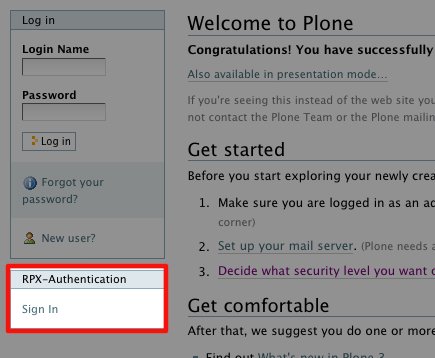 Log in
Login Name
Password
Log in
Forgot your
password?
New user?
RPX-Authentication
Sign In
Welcome to Plone
Congratulations! You have successfully
Also available in presentation mode…
If you're seeing this instead of the web site you
not contact the Plone Team or the Plone mailin
Get started
Before you start exploring your newly crea
1. Make sure you are logged in as an ad
corner)
2. Set up your mail server. (Plone needs a
3. Decide what security level you want o
Get comfortable
After that, we suggest you do one or more
Find out What's new in Plone 3